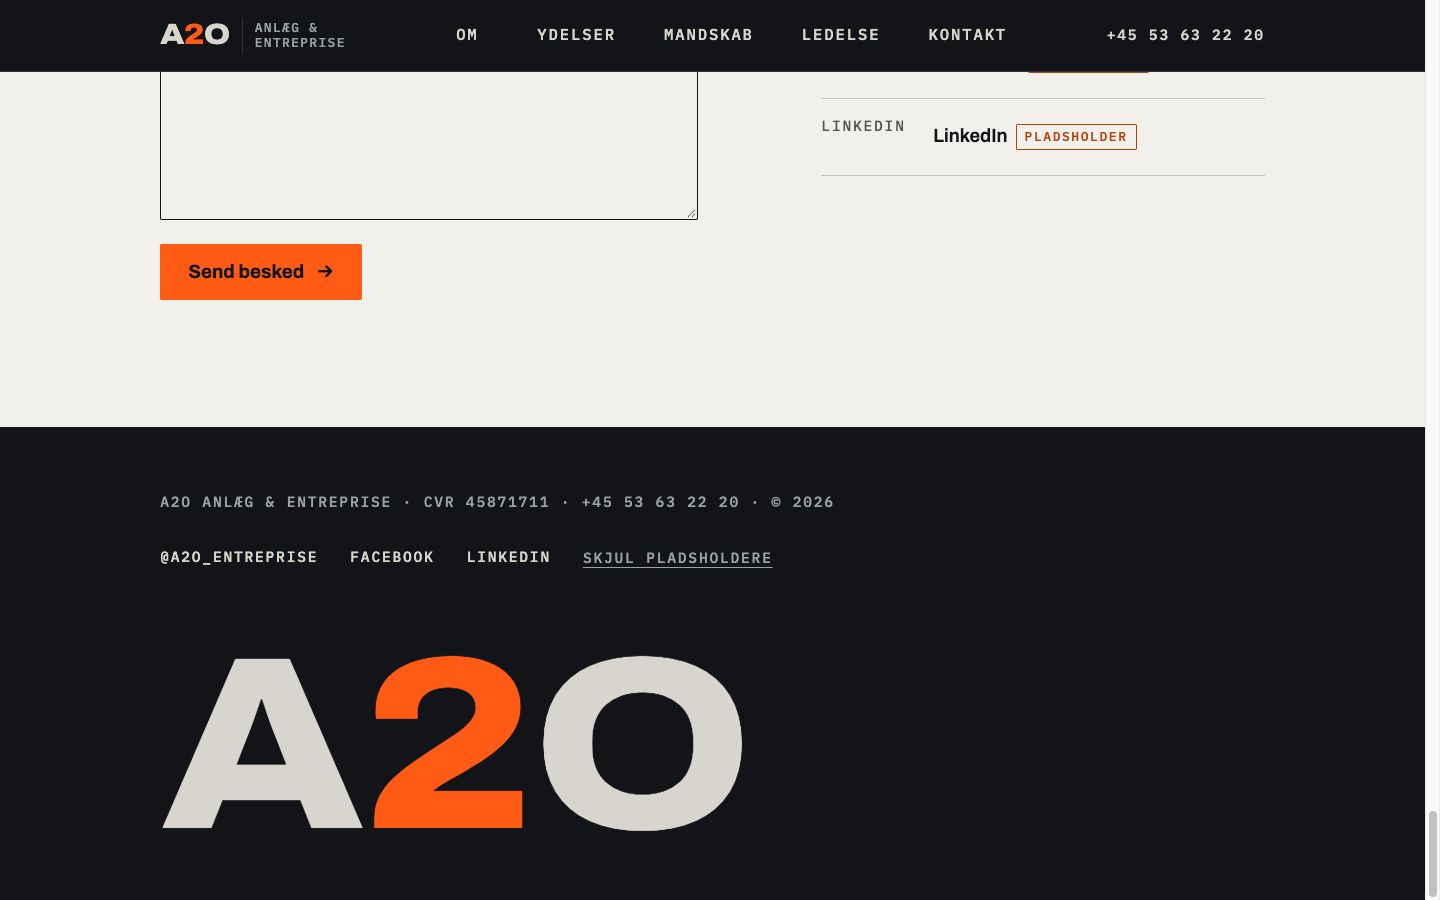 A2O
ANLÆG &
ENTREPRISE
OM
YDELSER
MANDSKAB
LEDELSE
KONTAKT
+45 53 63 22 20
LINKEDIN
LinkedIn
PLADSHOLDER
Send besked →
A2O ANLÆG & ENTREPRISE · CVR 45871711 · +45 53 63 22 20 · © 2026
@A2O_ENTREPRISE
FACEBOOK
LINKEDIN
SKJUL PLADSHOLDERE
A2O